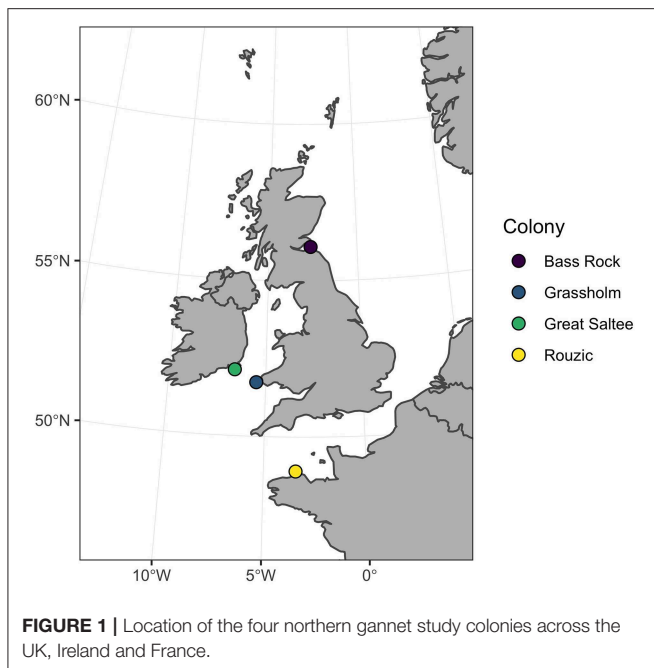 60°N
55°N
50°N
10°W 5°W 0°
Colony
Bass Rock
Grassholm
Great Saltee
Rouzic
FIGURE 1 | Location of the four northern gannet study colonies across the
UK, Ireland and France.